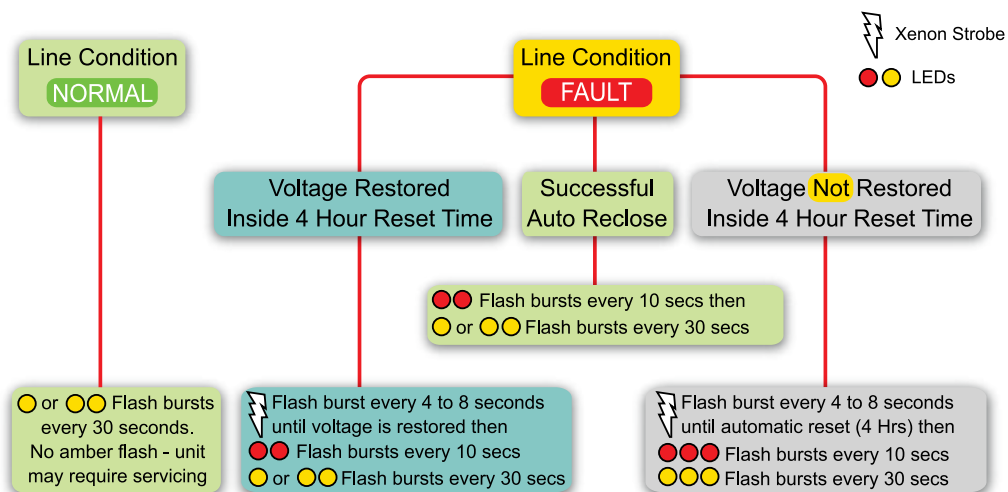 Xenon Strobe
LEDs
Line Condition
NORMAL
Line Condition
FAULT
Voltage Restored
Inside 4 Hour Reset Time
Successful
Auto Reclose
Voltage Not Restored
Inside 4 Hour Reset Time
Flash bursts every 10 secs then
or Flash bursts every 30 secs
or Flash bursts
every 30 seconds.
No amber flash - unit
may require servicing
Flash burst every 4 to 8 seconds
until voltage is restored then
Flash bursts every 10 secs
or Flash bursts every 30 secs
Flash burst every 4 to 8 seconds
until automatic reset (4 Hrs) then
Flash bursts every 10 secs
Flash bursts every 30 secs